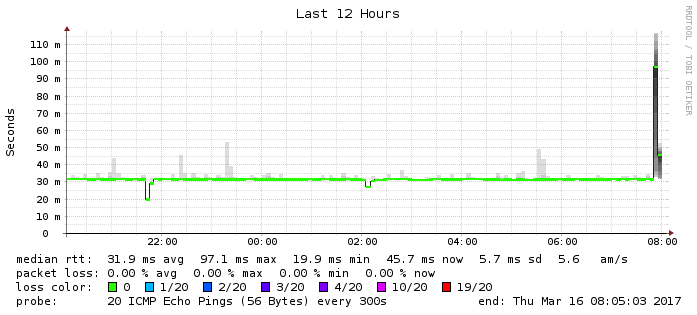 Last 12 Hours
RRDTOOL / TOBI OETIKER
Seconds
110 m
100 m
90 m
80 m
70 m
60 m
50 m
40 m
30 m
20 m
10 m
0
22:00 00:00 02:00 04:00 06:00 08:00
median rtt: 31.9 ms avg 97.1 ms max 19.9 ms min 45.7 ms now 5.7 ms sd 5.6 am/s
packet loss: 0.00 % avg 0.00 % max 0.00 % min 0.00 % now
loss color: 0 1/20 2/20 3/20 4/20 10/20 19/20
probe: 20 ICMP Echo Pings (56 Bytes) every 300s end: Thu Mar 16 08:05:03 2017